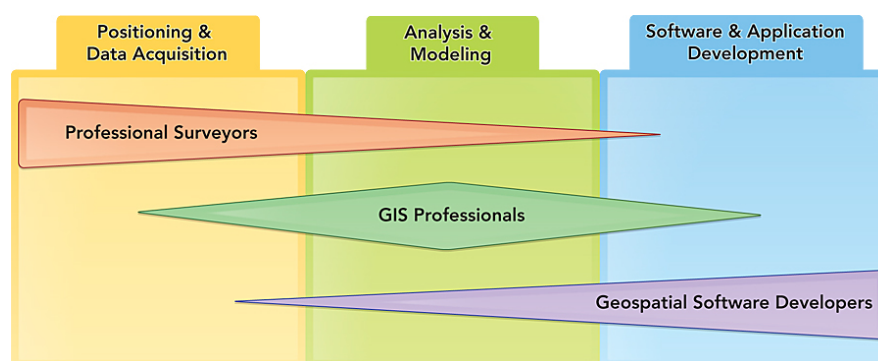 Positioning &
Data Acquisition
Analysis &
Modeling
Software & Application
Development
Professional Surveyors
GIS Professionals
Geospatial Software Developers